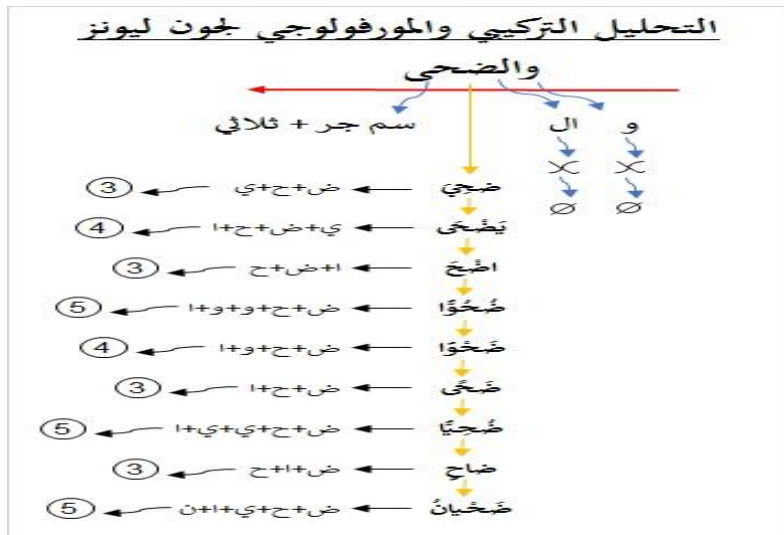 التحليل التركيبي والمورفولوجي لجون ليونز
والضحى
و ال سم جر + ثلاثي
X X
∅ ∅
ضَحِيَ ض+ح+ي 3
يَضْحَى ي+ض+ح+ا 4
اضْحَ ا+ض+ح 3
ضُحُوًّا ض+ح+و+و+ا 5
ضَحْوًا ض+ح+و+ا 4
ضَحًى ض+ح+ا 3
ضُحِيًّا ض+ح+ي+ي+ا 5
ضاحِ ض+ا+ح 3
ضَحْيانُ ض+ح+ي+ا+ن 5